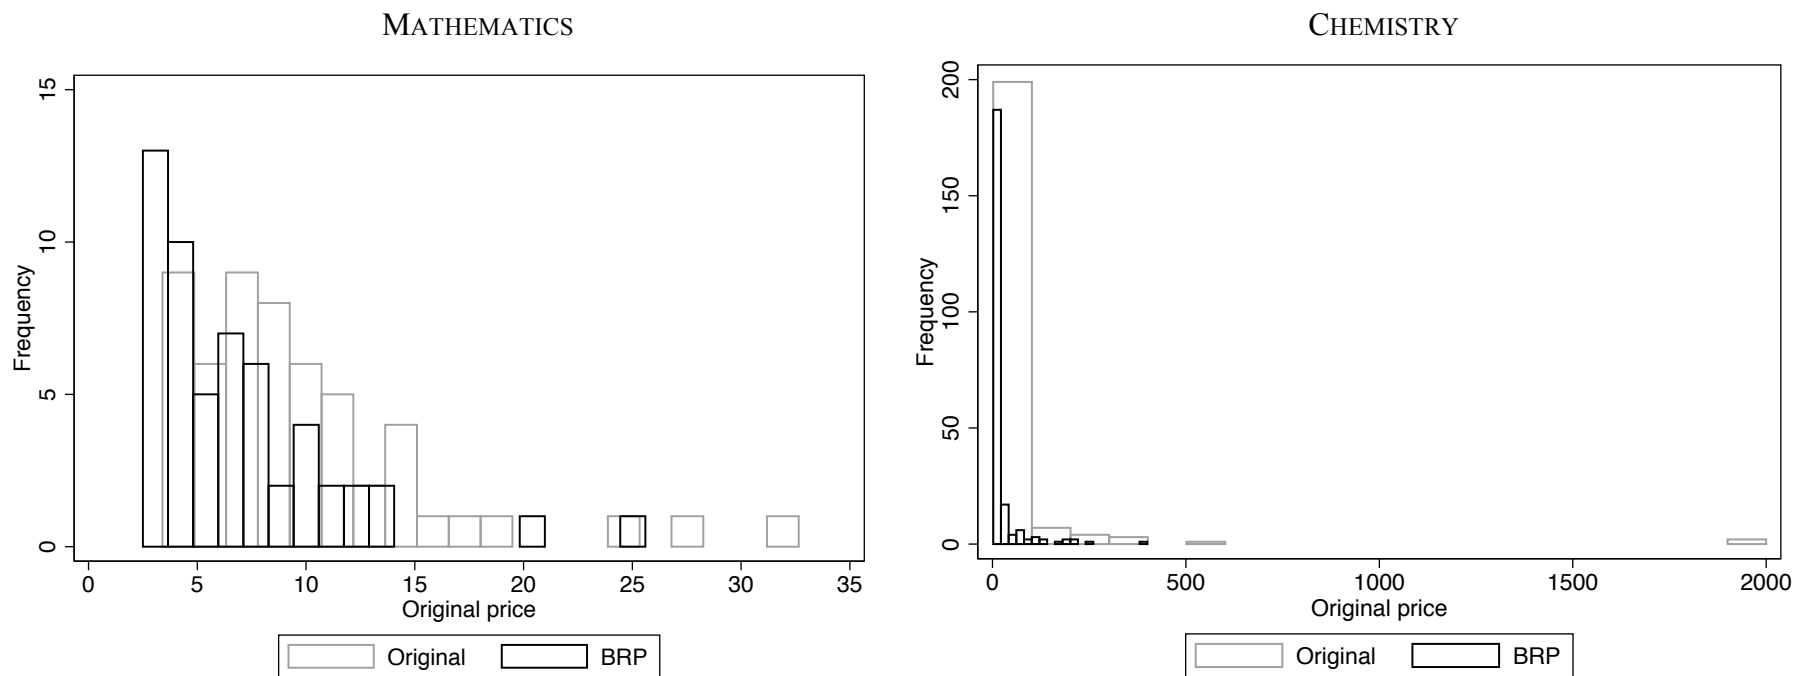 MATHEMATICS
15
10
5
0
Frequency
0 5 10 15 20 25 30 35
Original price
Original BRP
CHEMISTRY
200
150
100
50
0
Frequency
0 500 1000 1500 2000
Original price
Original BRP